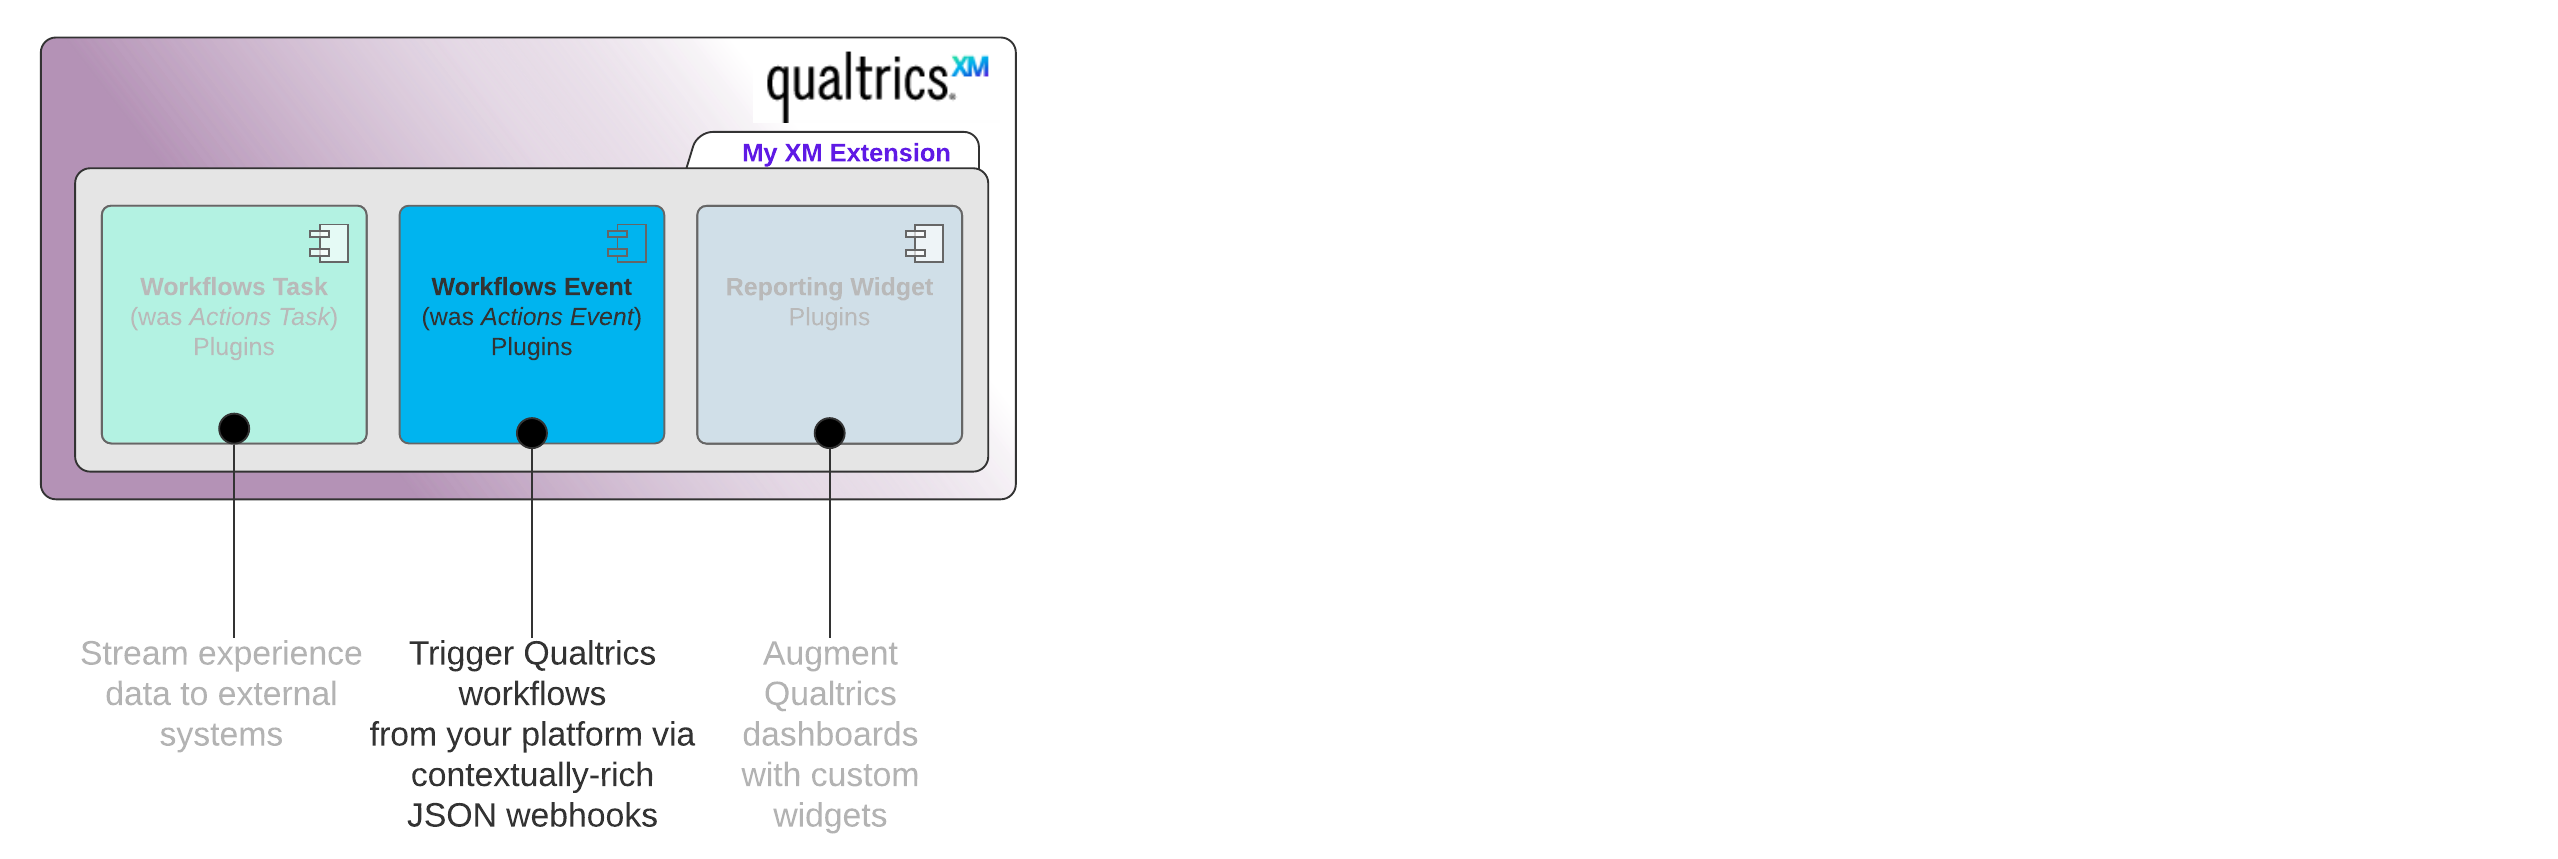 qualtrics.XM
My XM Extension
Workflows Task
(was Actions Task)
Plugins
Workflows Event
(was Actions Event)
Plugins
Reporting Widget
Plugins
Stream experience
data to external
systems
Trigger Qualtrics
workflows
from your platform via
contextually-rich
JSON webhooks
Augment
Qualtrics
dashboards
with custom
widgets